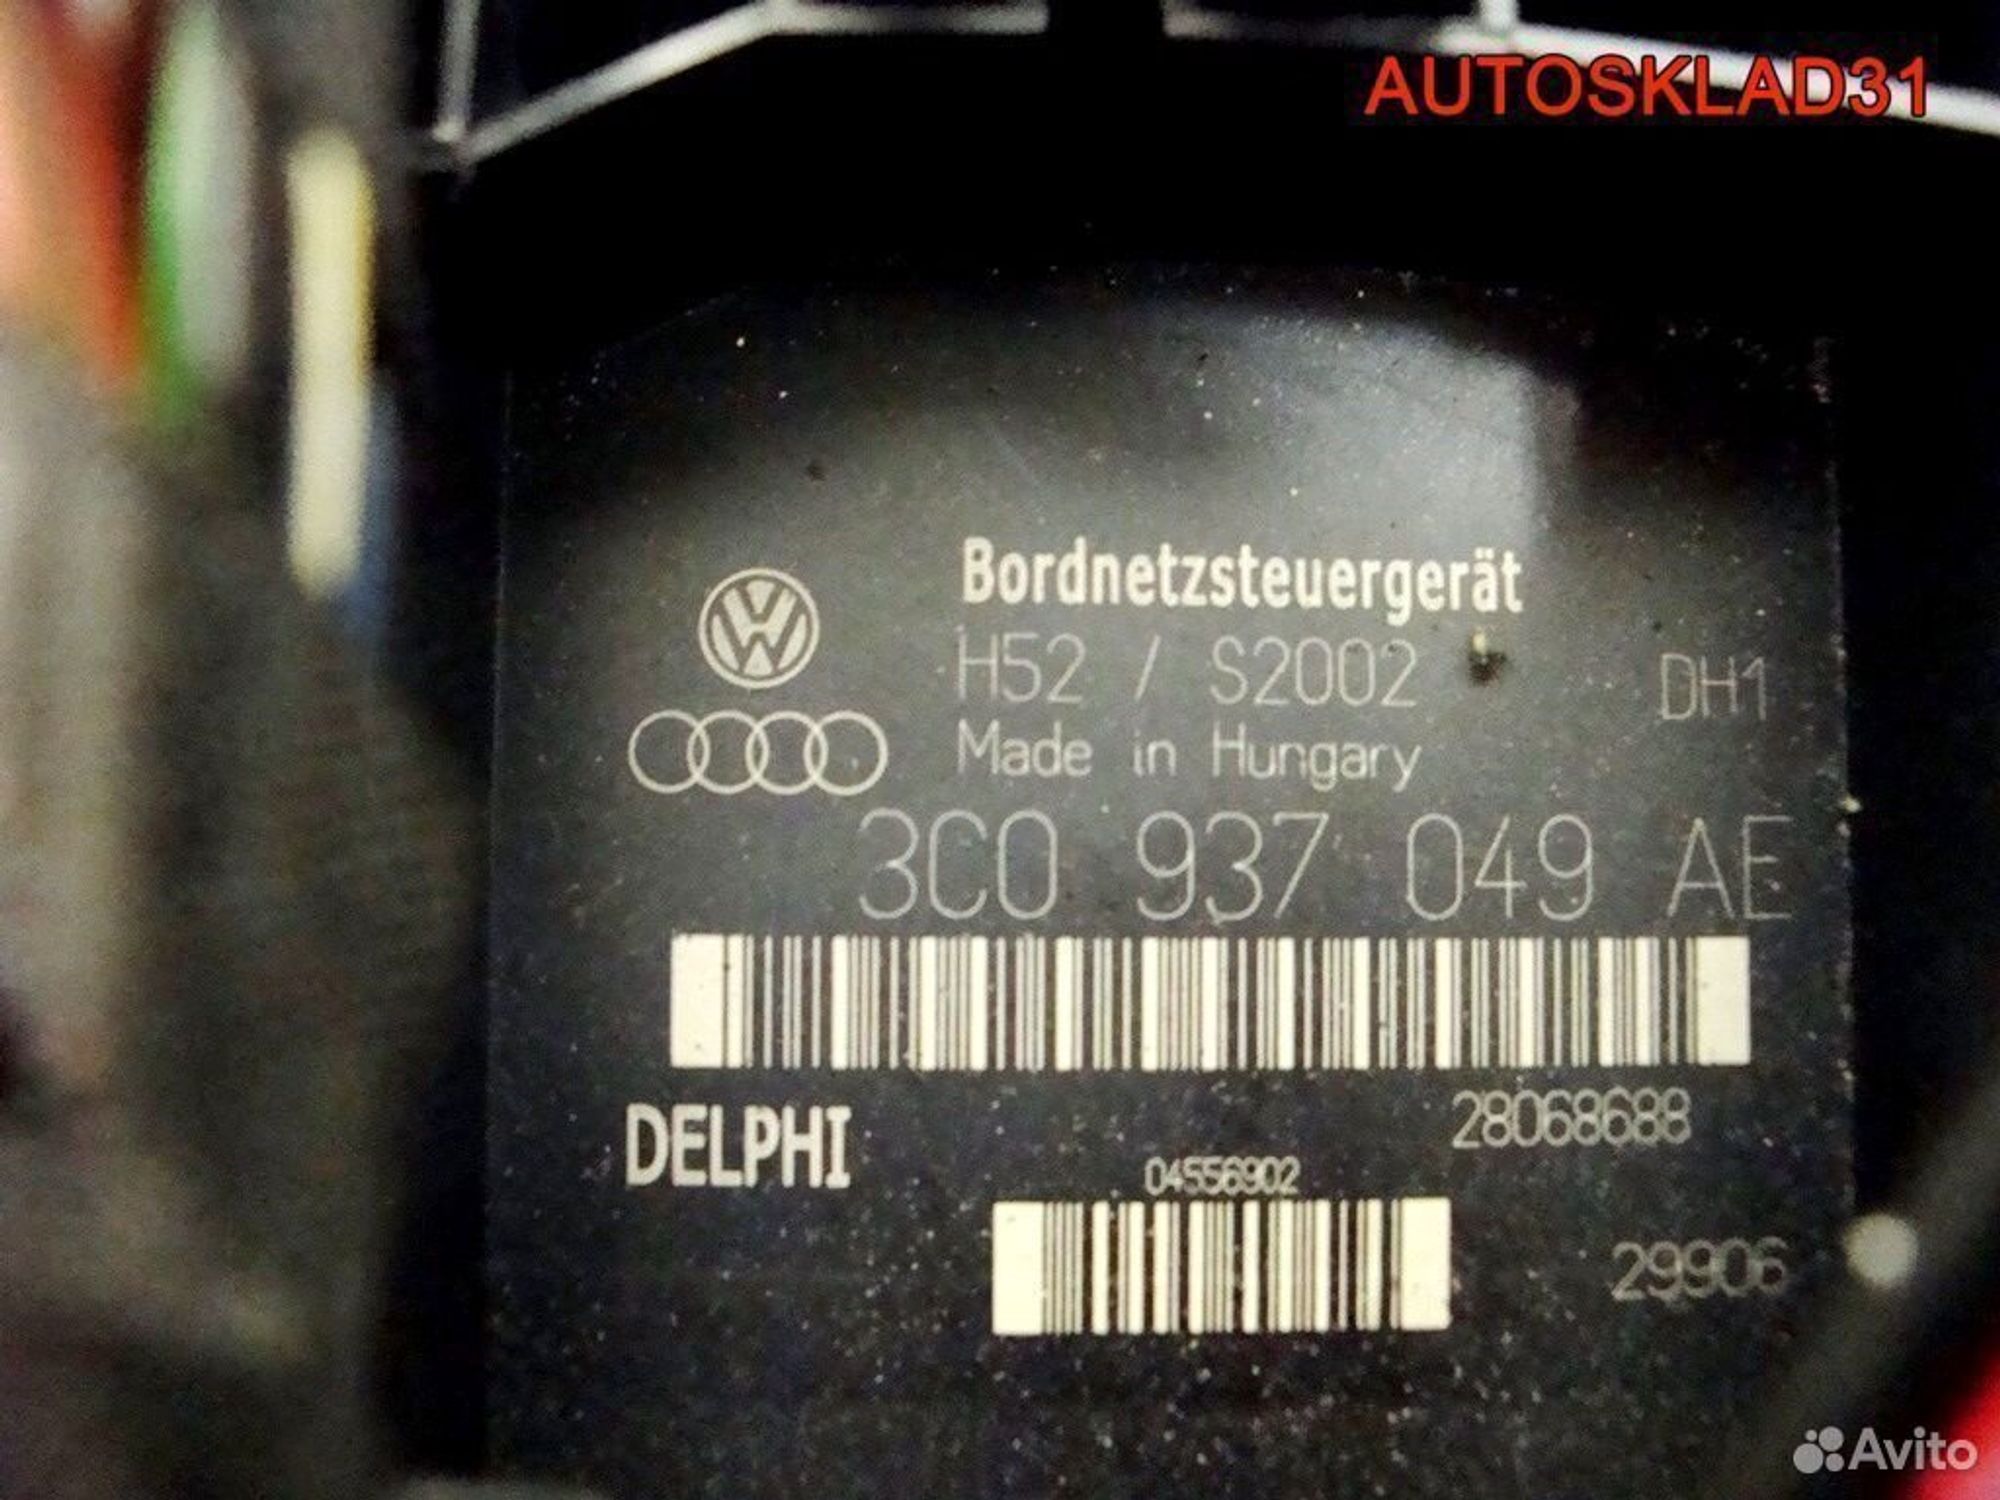 AUTOSKLAD31
Bordnetzsteuergerät
H52 / S2002 DH1
Made in Hungary
3C0 937 049 AE
DELPHI
28068688
04556902
29906
Avito